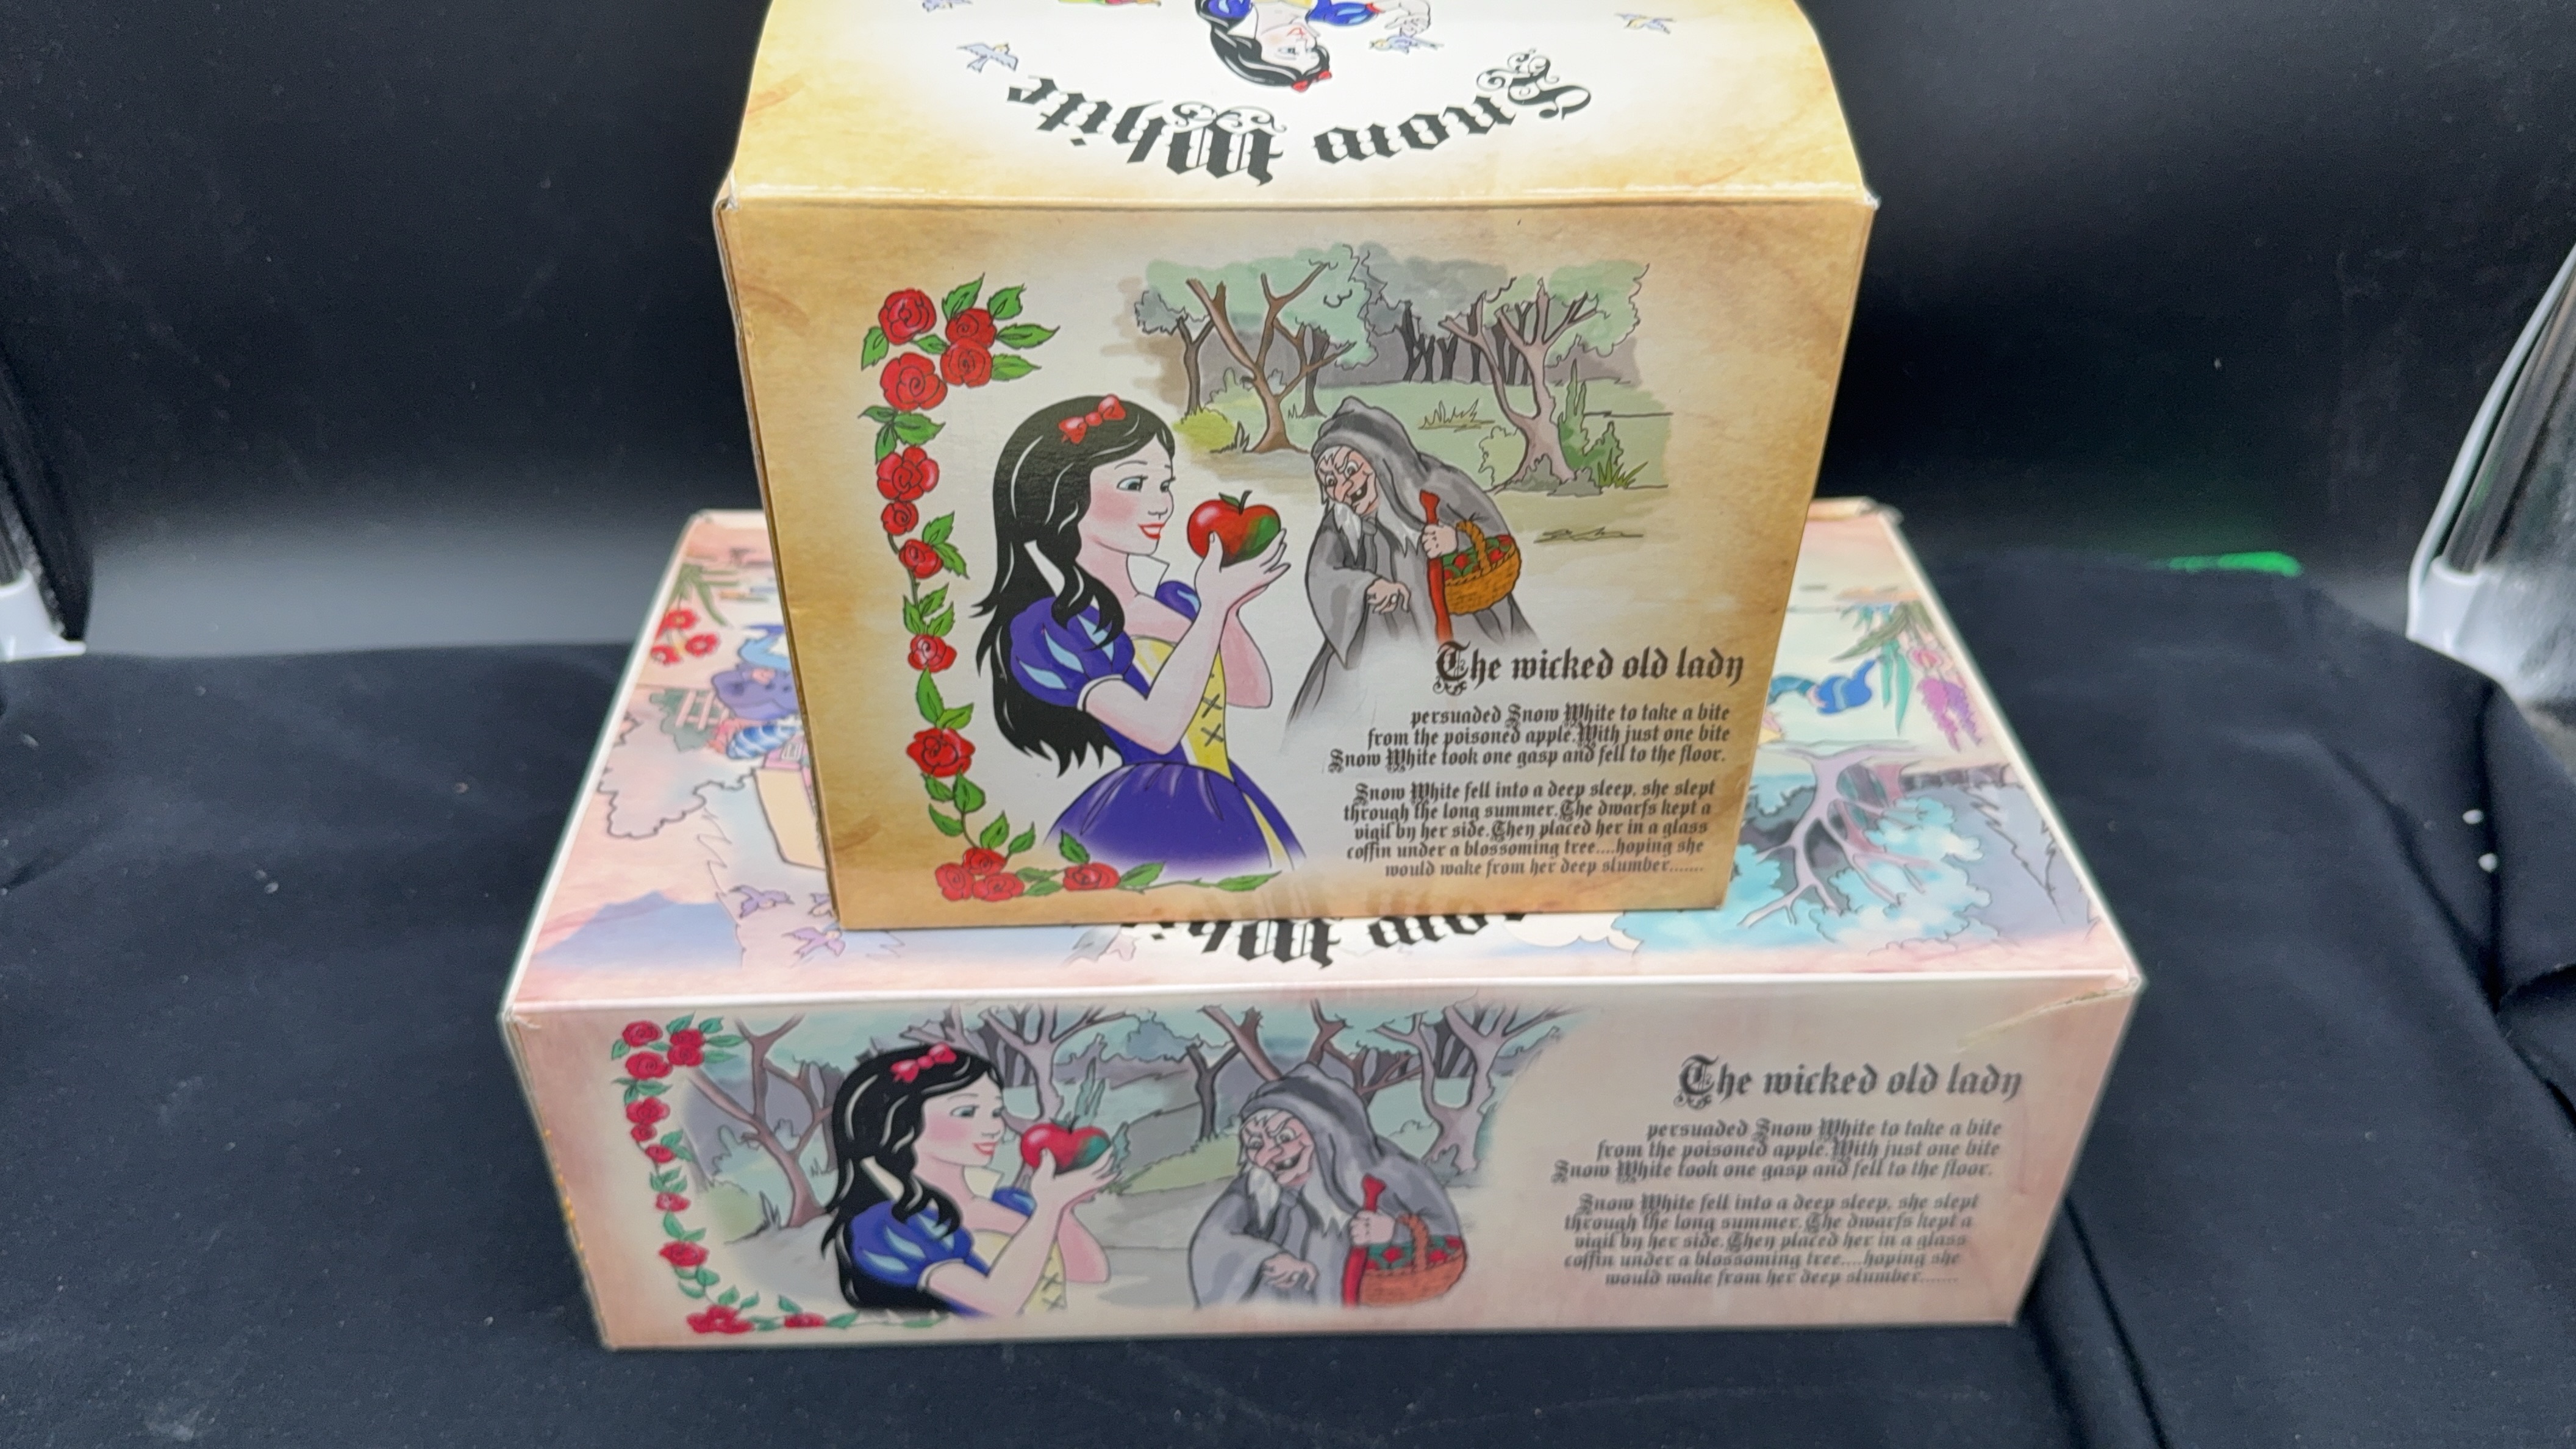 Snow White
The wicked old lady
persuaded Snow White to take a bite
from the poisoned apple.With just one bite
Snow White took one gasp and fell to the floor.
Snow White fell into a deep sleep, she slept
through the long summer.The dwarfs kept a
vigil by her side.They placed her in a glass
coffin under a blossoming tree....hoping she
would wake from her deep slumber.......
The wicked old lady
persuaded Snow White to take a bite
from the poisoned apple.With just one bite
Snow White took one gasp and fell to the floor.
Snow White fell into a deep sleep, she slept
through the long summer.The dwarfs kept a
vigil by her side.They placed her in a glass
coffin under a blossoming tree....hoping she
would wake from her deep slumber.......